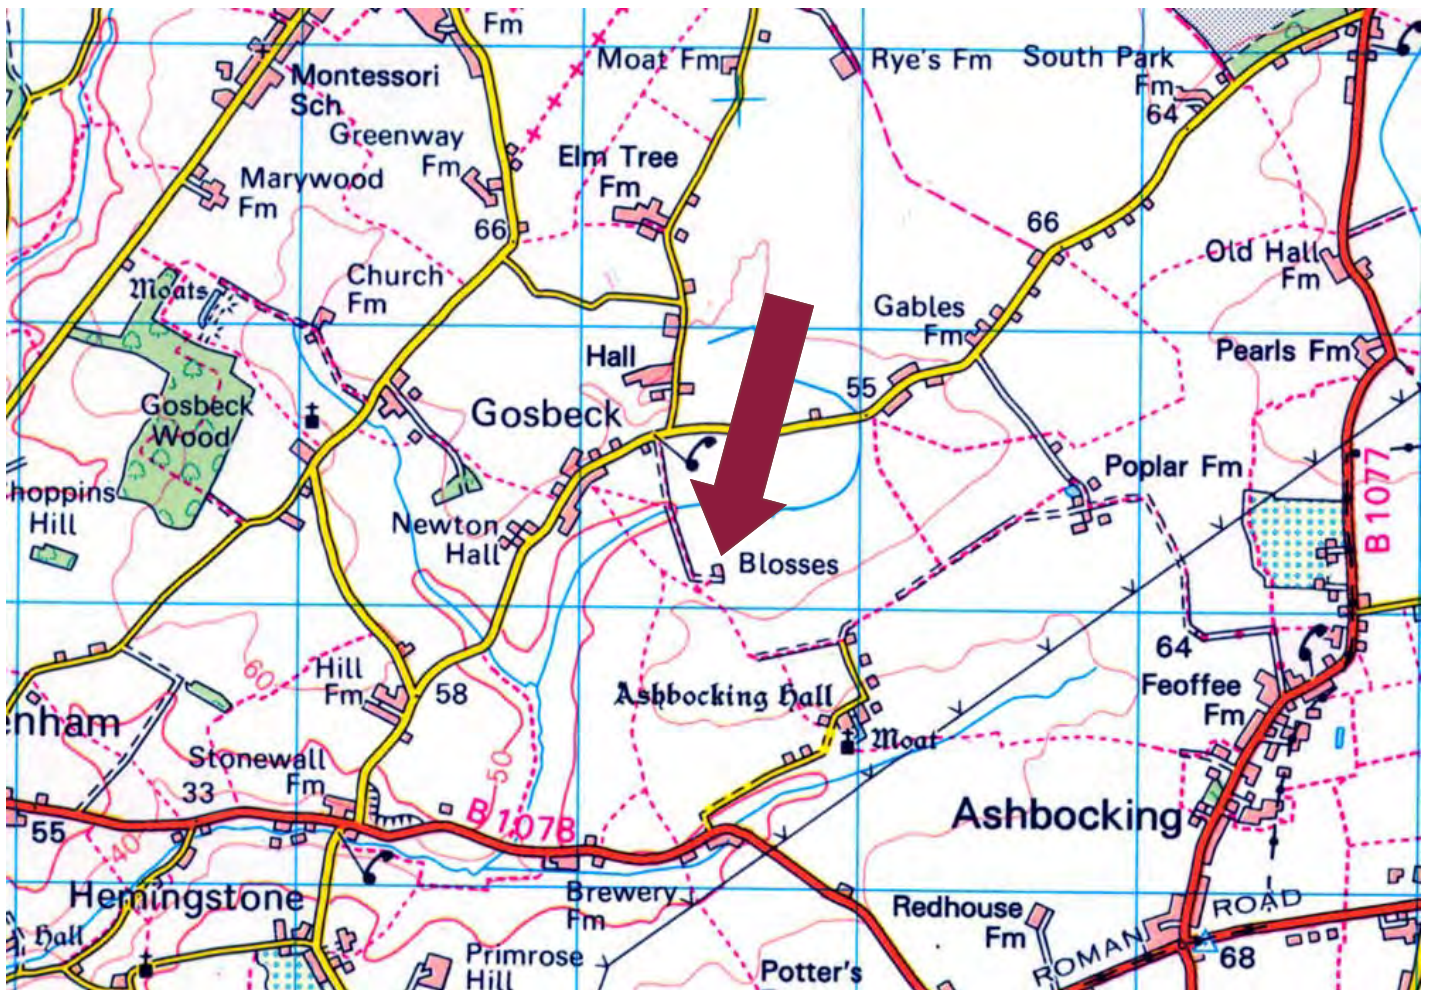 Fm
Moat Fm
Rye's Fm
South Park
Fm
64
Montessori
Sch
Greenway
Fm
Elm Tree
Fm
Marywood
Fm
66
66
Old Hall
Fm
Moats
Church
Fm
Gables
Fm
Hall
Pearls Fm
55
Gosbeck
Wood
Gosbeck
Poplar Fm
B 1077
hoppins
Hill
Newton
Hall
Blosses
60
Hill
Fm
58
64
Ashbocking Hall
Feoffee
Fm
enham
Moat
Stonewall
Fm
50
33
B 1078
Ashbocking
55
40
Hemingstone
Brewery
Fm
Redhouse
Fm
ROMAN ROAD
Hall
Primrose
Hill
Potter's
68